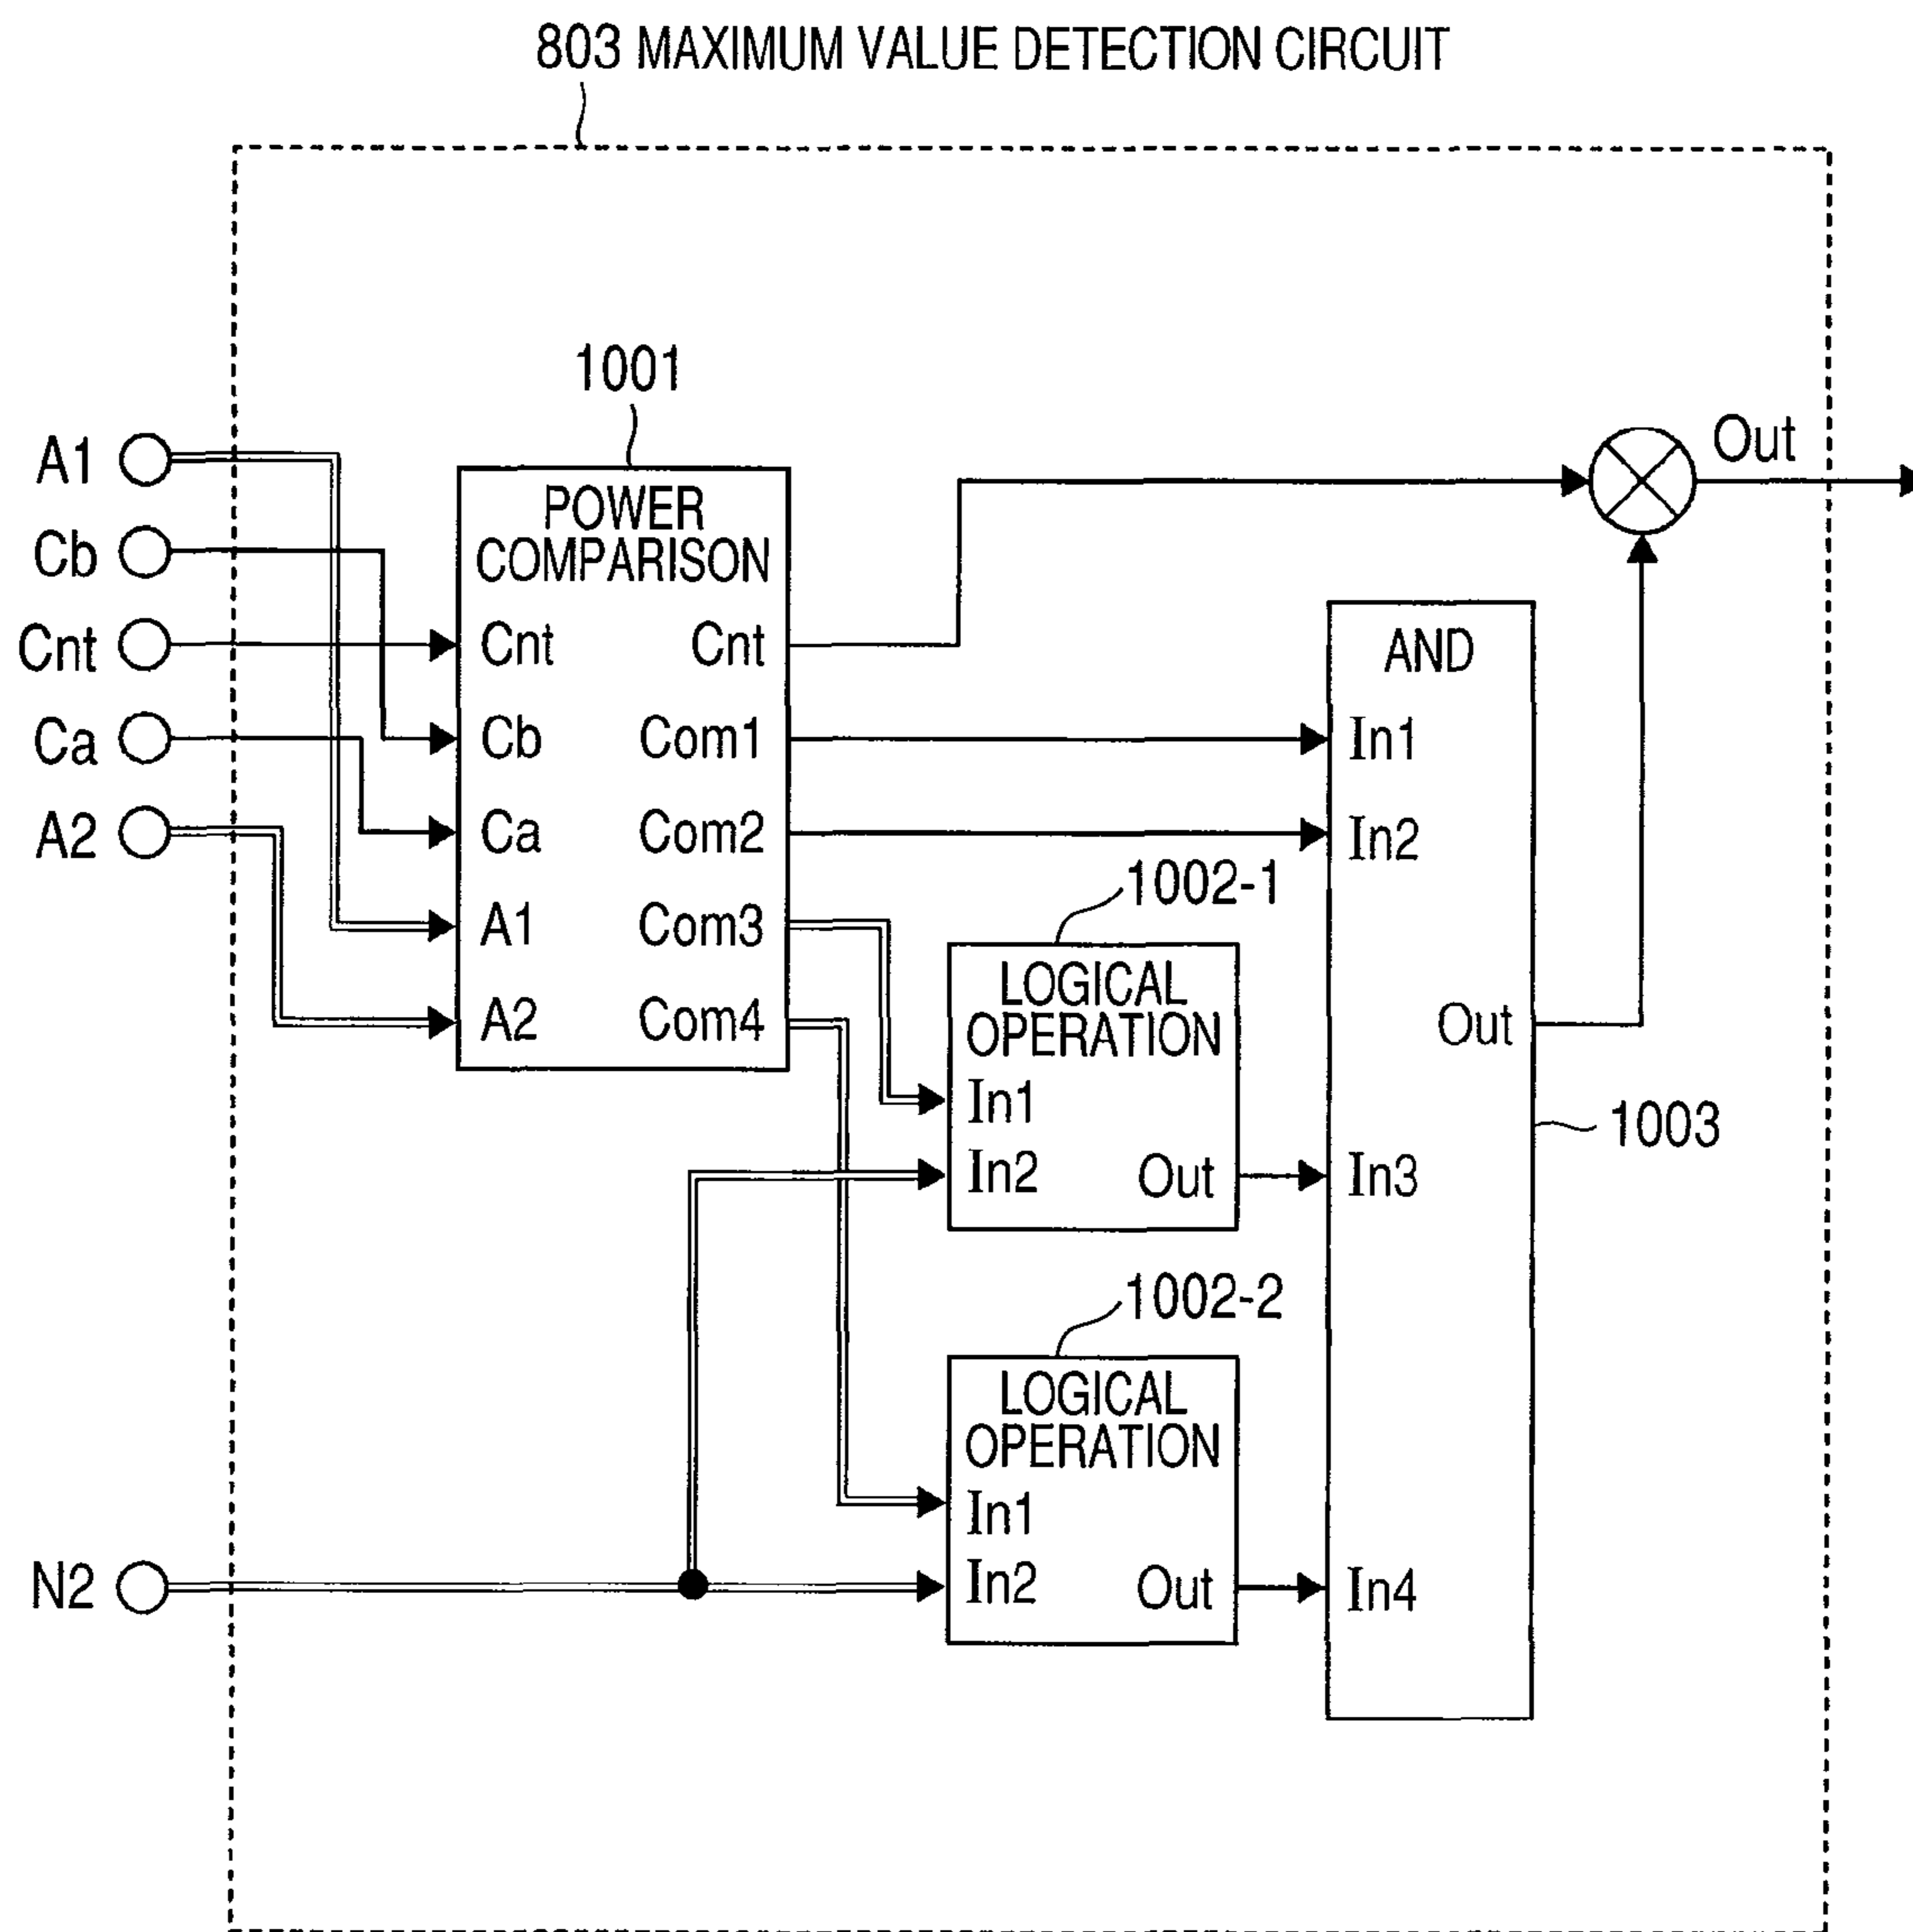 803 MAXIMUM VALUE DETECTION CIRCUIT
1001
A1
Cb
Cnt
Ca
A2
POWER
COMPARISON
Cnt
Cb
Ca
A1
A2
Cnt
Com1
Com2
Com3
Com4
Out
AND
In1
In2
In3
In4
Out
1003
1002-1
LOGICAL
OPERATION
In1
In2
Out
1002-2
LOGICAL
OPERATION
In1
In2
Out
N2